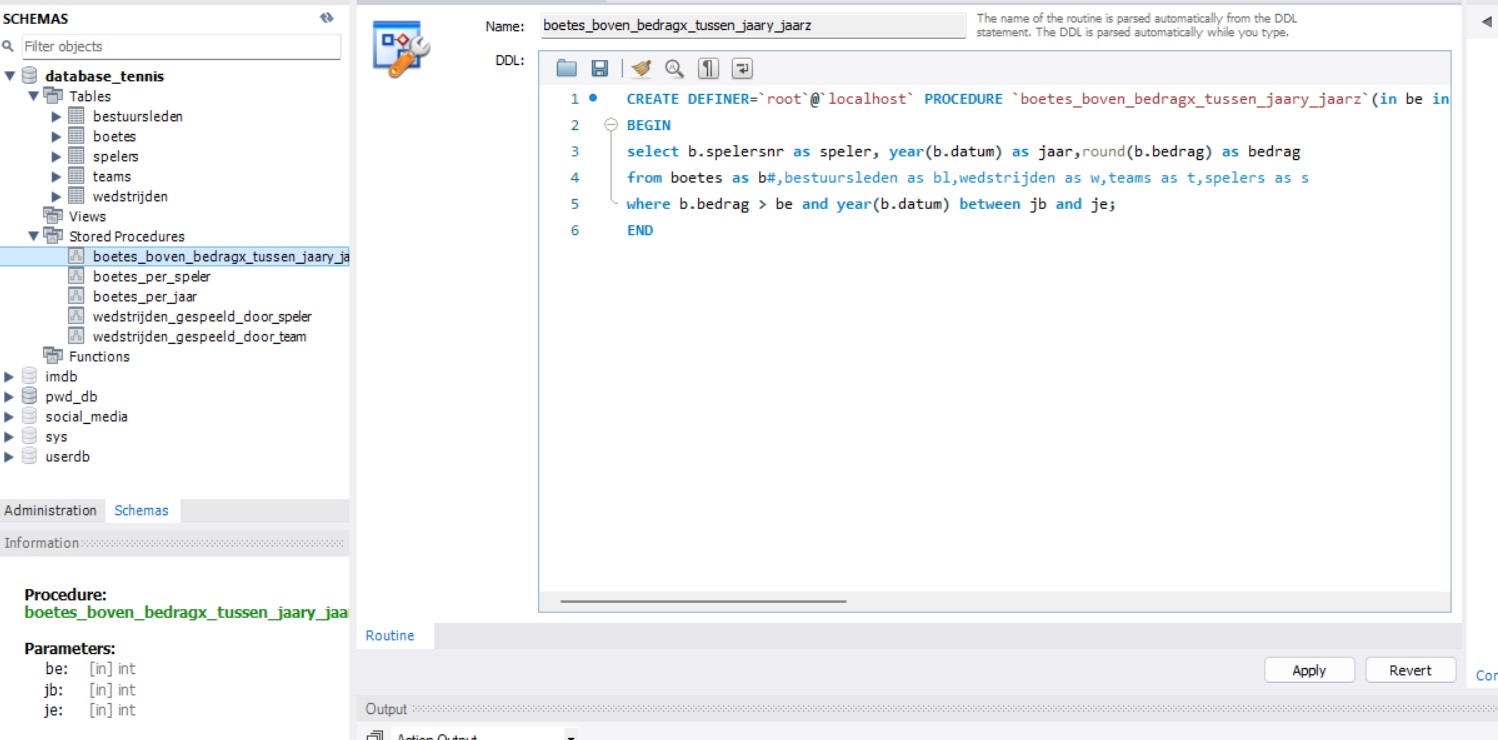 SCHEMAS
Filter objects
database_tennis
Tables
bestuursleden
boetes
spelers
teams
wedstrijden
Views
Stored Procedures
boetes_boven_bedragx_tussen_jaary_ja
boetes_per_speler
boetes_per_jaar
wedstrijden_gespeeld_door_speler
wedstrijden_gespeeld_door_team
Functions
imdb
pwd_db
social_media
sys
userdb
Administration Schemas
Information
Procedure:
boetes_boven_bedragx_tussen_jaary_jaa
Parameters:
be: [in] int
jb: [in] int
je: [in] int
Name: boetes_boven_bedragx_tussen_jaary_jaarz
The name of the routine is parsed automatically from the DDL
statement. The DDL is parsed automatically while you type.
DDL:
1 CREATE DEFINER=`root`@`localhost` PROCEDURE `boetes_boven_bedragx_tussen_jaary_jaarz`(in be in
2 BEGIN
3 select b.spelersnr as speler, year(b.datum) as jaar,round(b.bedrag) as bedrag
4 from boetes as b#,bestuursleden as bl,wedstrijden as w,teams as t,spelers as s
5 where b.bedrag > be and year(b.datum) between jb and je;
6 END
Routine
Apply Revert
Con
Output
Action Output